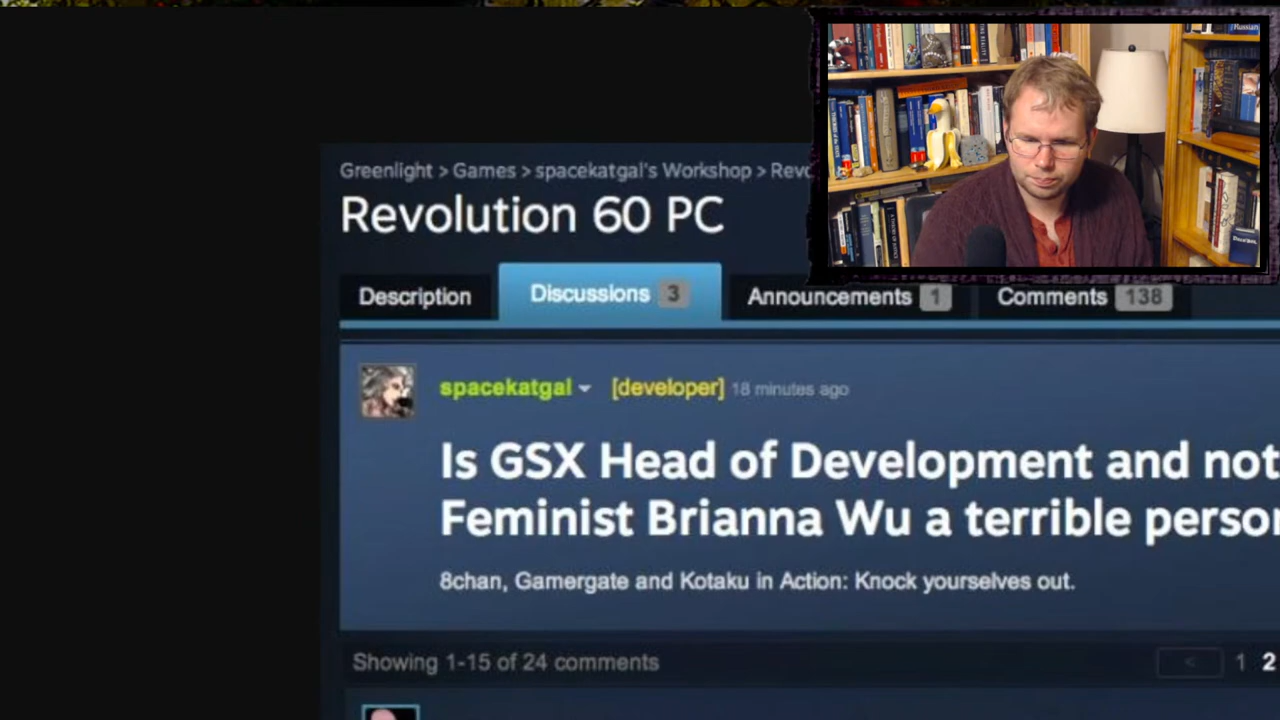 Greenlight > Games > spacekatgal's Workshop > Revo
Revolution 60 PC
Description
Discussions 3
Announcements 1
Comments 138
spacekatgal [developer] 18 minutes ago
Is GSX Head of Development and not
Feminist Brianna Wu a terrible perso
8chan, Gamergate and Kotaku in Action: Knock yourselves out.
Showing 1-15 of 24 comments
< 1 2
Russian